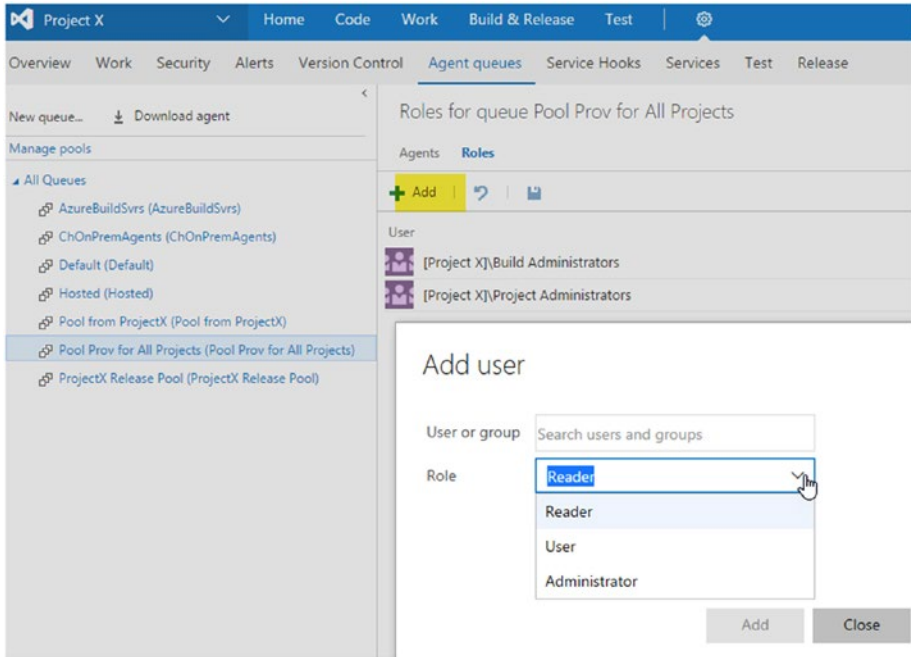 Project X Home Code Work Build & Release Test
Overview Work Security Alerts Version Control Agent queues Service Hooks Services Test Release
New queue... Download agent
Manage pools
All Queues
AzureBuildSvrs (AzureBuildSvrs)
ChOnPremAgents (ChOnPremAgents)
Default (Default)
Hosted (Hosted)
Pool from ProjectX (Pool from ProjectX)
Pool Prov for All Projects (Pool Prov for All Projects)
ProjectX Release Pool (ProjectX Release Pool)
Roles for queue Pool Prov for All Projects
Agents Roles
Add
User
[Project X]\Build Administrators
[Project X]\Project Administrators
Add user
User or group Search users and groups
Role Reader
Reader
User
Administrator
Add Close